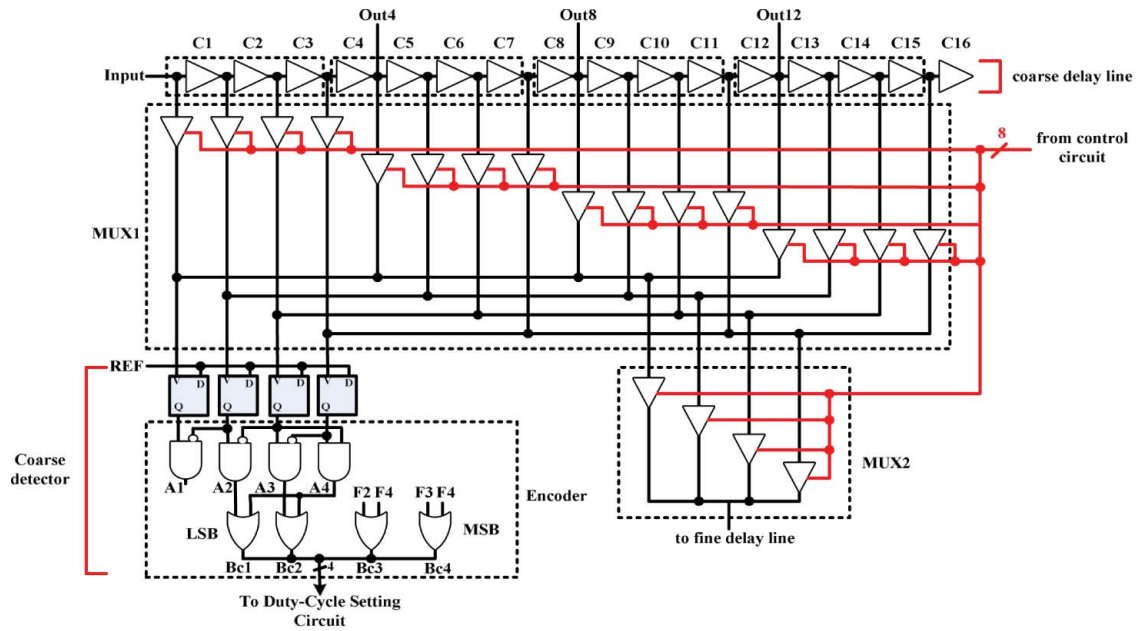 Out4 Out8 Out12
C1 C2 C3 C4 C5 C6 C7 C8 C9 C10 C11 C12 C13 C14 C15 C16
Input
coarse delay line
8
from control
circuit
MUX1
REF
V D V D V D V D
Q Q Q Q
Coarse
detector
A1 A2 A3 A4
F2 F4 F3 F4
Encoder
LSB MSB
Bc1 Bc2 Bc3 Bc4
4
To Duty-Cycle Setting
Circuit
MUX2
to fine delay line